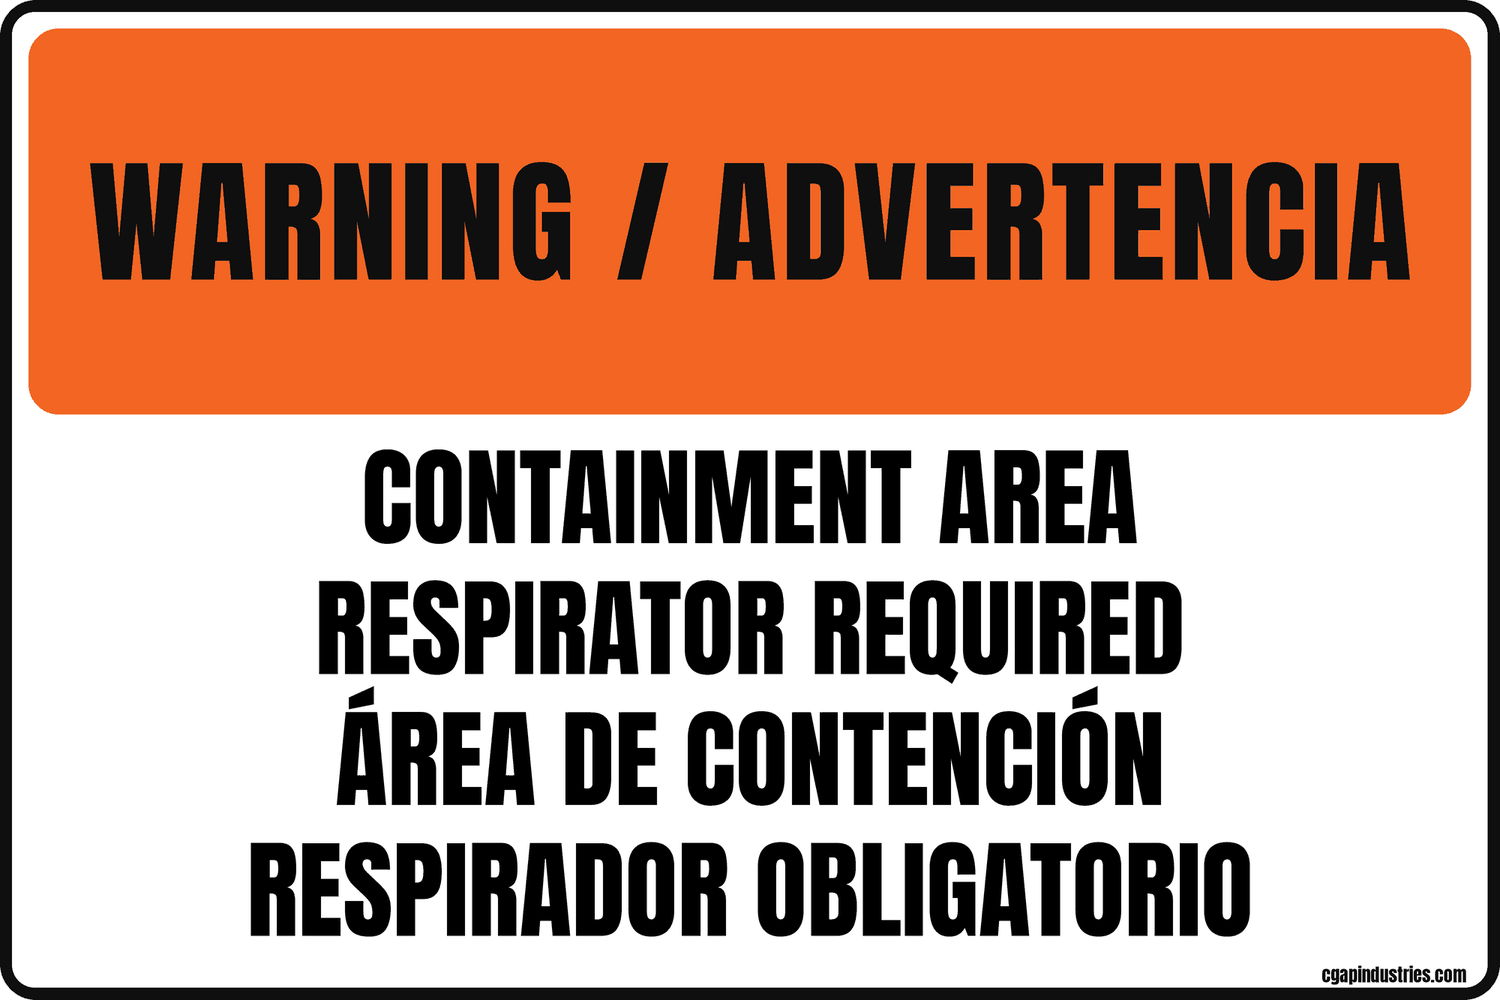 WARNING / ADVERTENCIA
CONTAINMENT AREA
RESPIRATOR REQUIRED
ÁREA DE CONTENCIÓN
RESPIRADOR OBLIGATORIO
cgapindustries.com